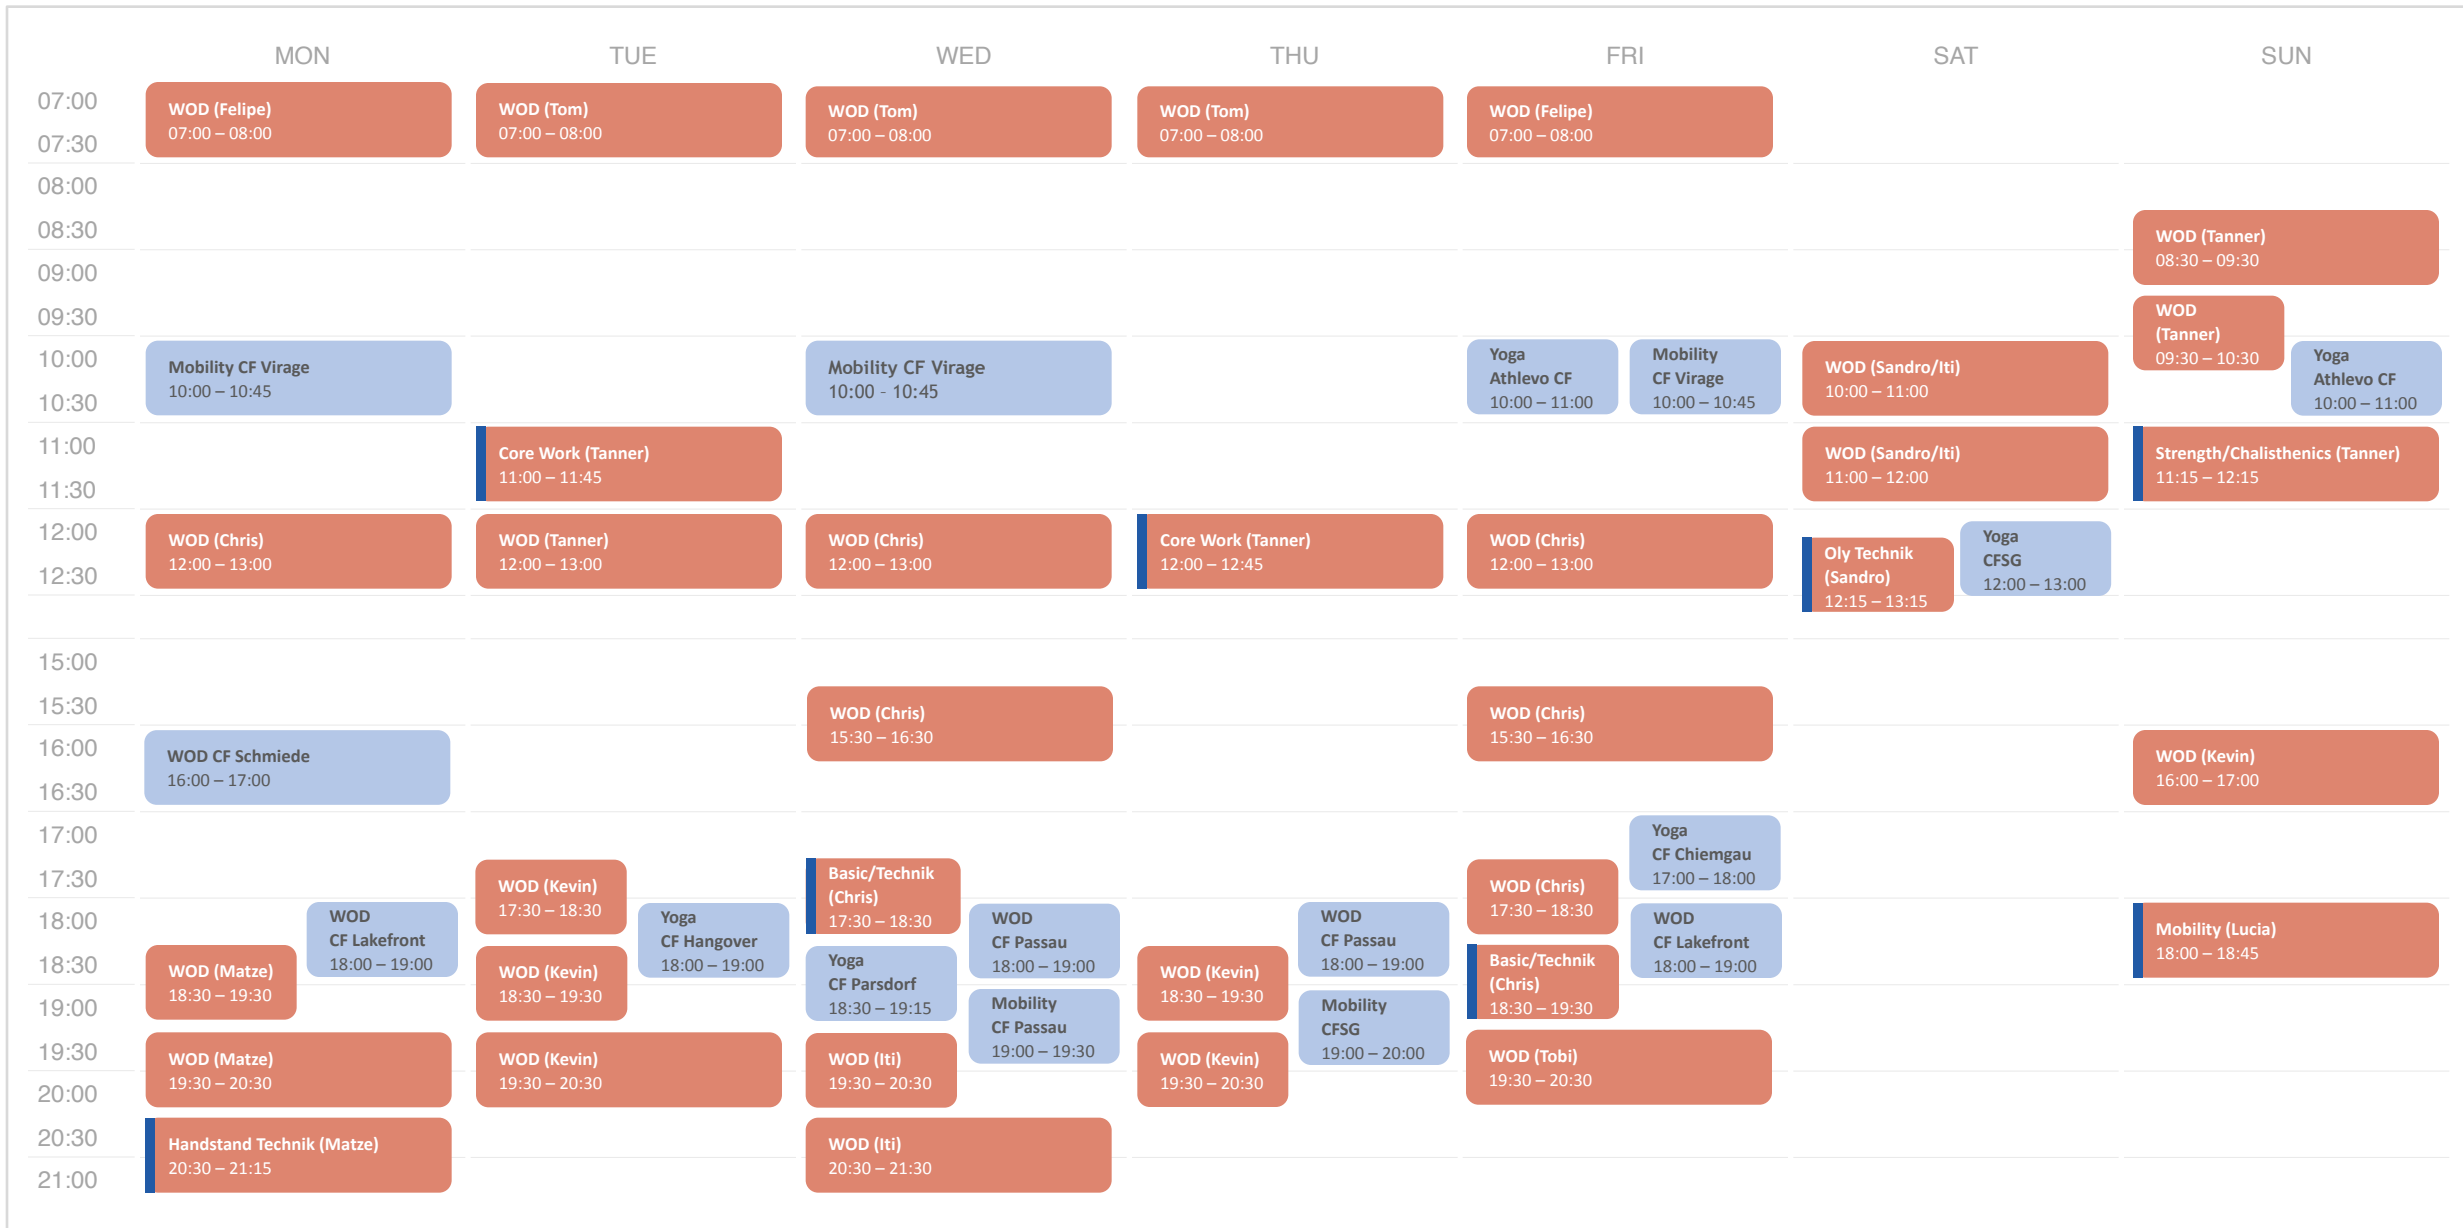 MON TUE WED THU FRI SAT SUN
07:00
07:30
08:00
08:30
09:00
09:30
10:00
10:30
11:00
11:30
12:00
12:30
15:00
15:30
16:00
16:30
17:00
17:30
18:00
18:30
19:00
19:30
20:00
20:30
21:00
WOD (Felipe)
07:00 – 08:00
Mobility CF Virage
10:00 – 10:45
WOD (Chris)
12:00 – 13:00
WOD CF Schmiede
16:00 – 17:00
WOD
CF Lakefront
18:00 – 19:00
WOD (Matze)
18:30 – 19:30
WOD (Matze)
19:30 – 20:30
Handstand Technik (Matze)
20:30 – 21:15
WOD (Tom)
07:00 – 08:00
Core Work (Tanner)
11:00 – 11:45
WOD (Tanner)
12:00 – 13:00
WOD (Kevin)
17:30 – 18:30
Yoga
CF Hangover
18:00 – 19:00
WOD (Kevin)
18:30 – 19:30
WOD (Kevin)
19:30 – 20:30
WOD (Tom)
07:00 – 08:00
Mobility CF Virage
10:00 - 10:45
WOD (Chris)
12:00 – 13:00
WOD (Chris)
15:30 – 16:30
Basic/Technik
(Chris)
17:30 – 18:30
WOD
CF Passau
18:00 – 19:00
Yoga
CF Parsdorf
18:30 – 19:15
Mobility
CF Passau
19:00 – 19:30
WOD (Iti)
19:30 – 20:30
WOD (Iti)
20:30 – 21:30
WOD (Tom)
07:00 – 08:00
Core Work (Tanner)
12:00 – 12:45
WOD
CF Passau
18:00 – 19:00
WOD (Kevin)
18:30 – 19:30
Mobility
CFSG
19:00 – 20:00
WOD (Kevin)
19:30 – 20:30
WOD (Felipe)
07:00 – 08:00
Yoga
Athlevo CF
10:00 – 11:00
Mobility
CF Virage
10:00 – 10:45
WOD (Chris)
12:00 – 13:00
WOD (Chris)
15:30 – 16:30
Yoga
CF Chiemgau
17:00 – 18:00
WOD (Chris)
17:30 – 18:30
WOD
CF Lakefront
18:00 – 19:00
Basic/Technik
(Chris)
18:30 – 19:30
WOD (Tobi)
19:30 – 20:30
WOD (Sandro/Iti)
10:00 – 11:00
WOD (Sandro/Iti)
11:00 – 12:00
Oly Technik
(Sandro)
12:15 – 13:15
Yoga
CFSG
12:00 – 13:00
WOD (Tanner)
08:30 – 09:30
WOD
(Tanner)
09:30 – 10:30
Yoga
Athlevo CF
10:00 – 11:00
Strength/Chalisthenics (Tanner)
11:15 – 12:15
WOD (Kevin)
16:00 – 17:00
Mobility (Lucia)
18:00 – 18:45